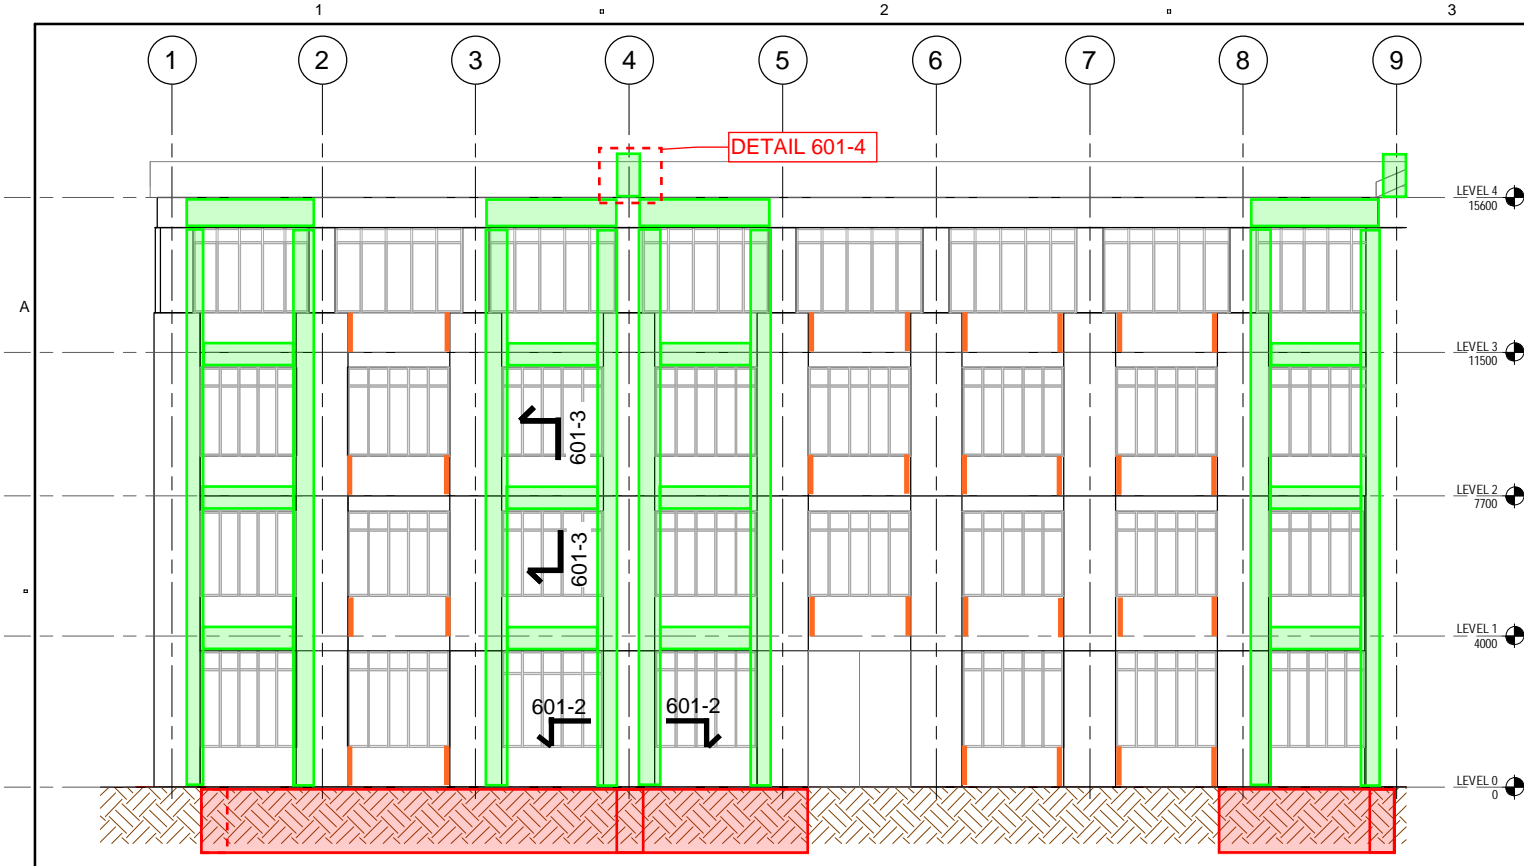 1 2 3
1 2 3 4 5 6 7 8 9
DETAIL 601-4
LEVEL 4
15600
A
LEVEL 3
11500
601-3
LEVEL 2
7700
601-3
LEVEL 1
4000
601-2 601-2
LEVEL 0
0